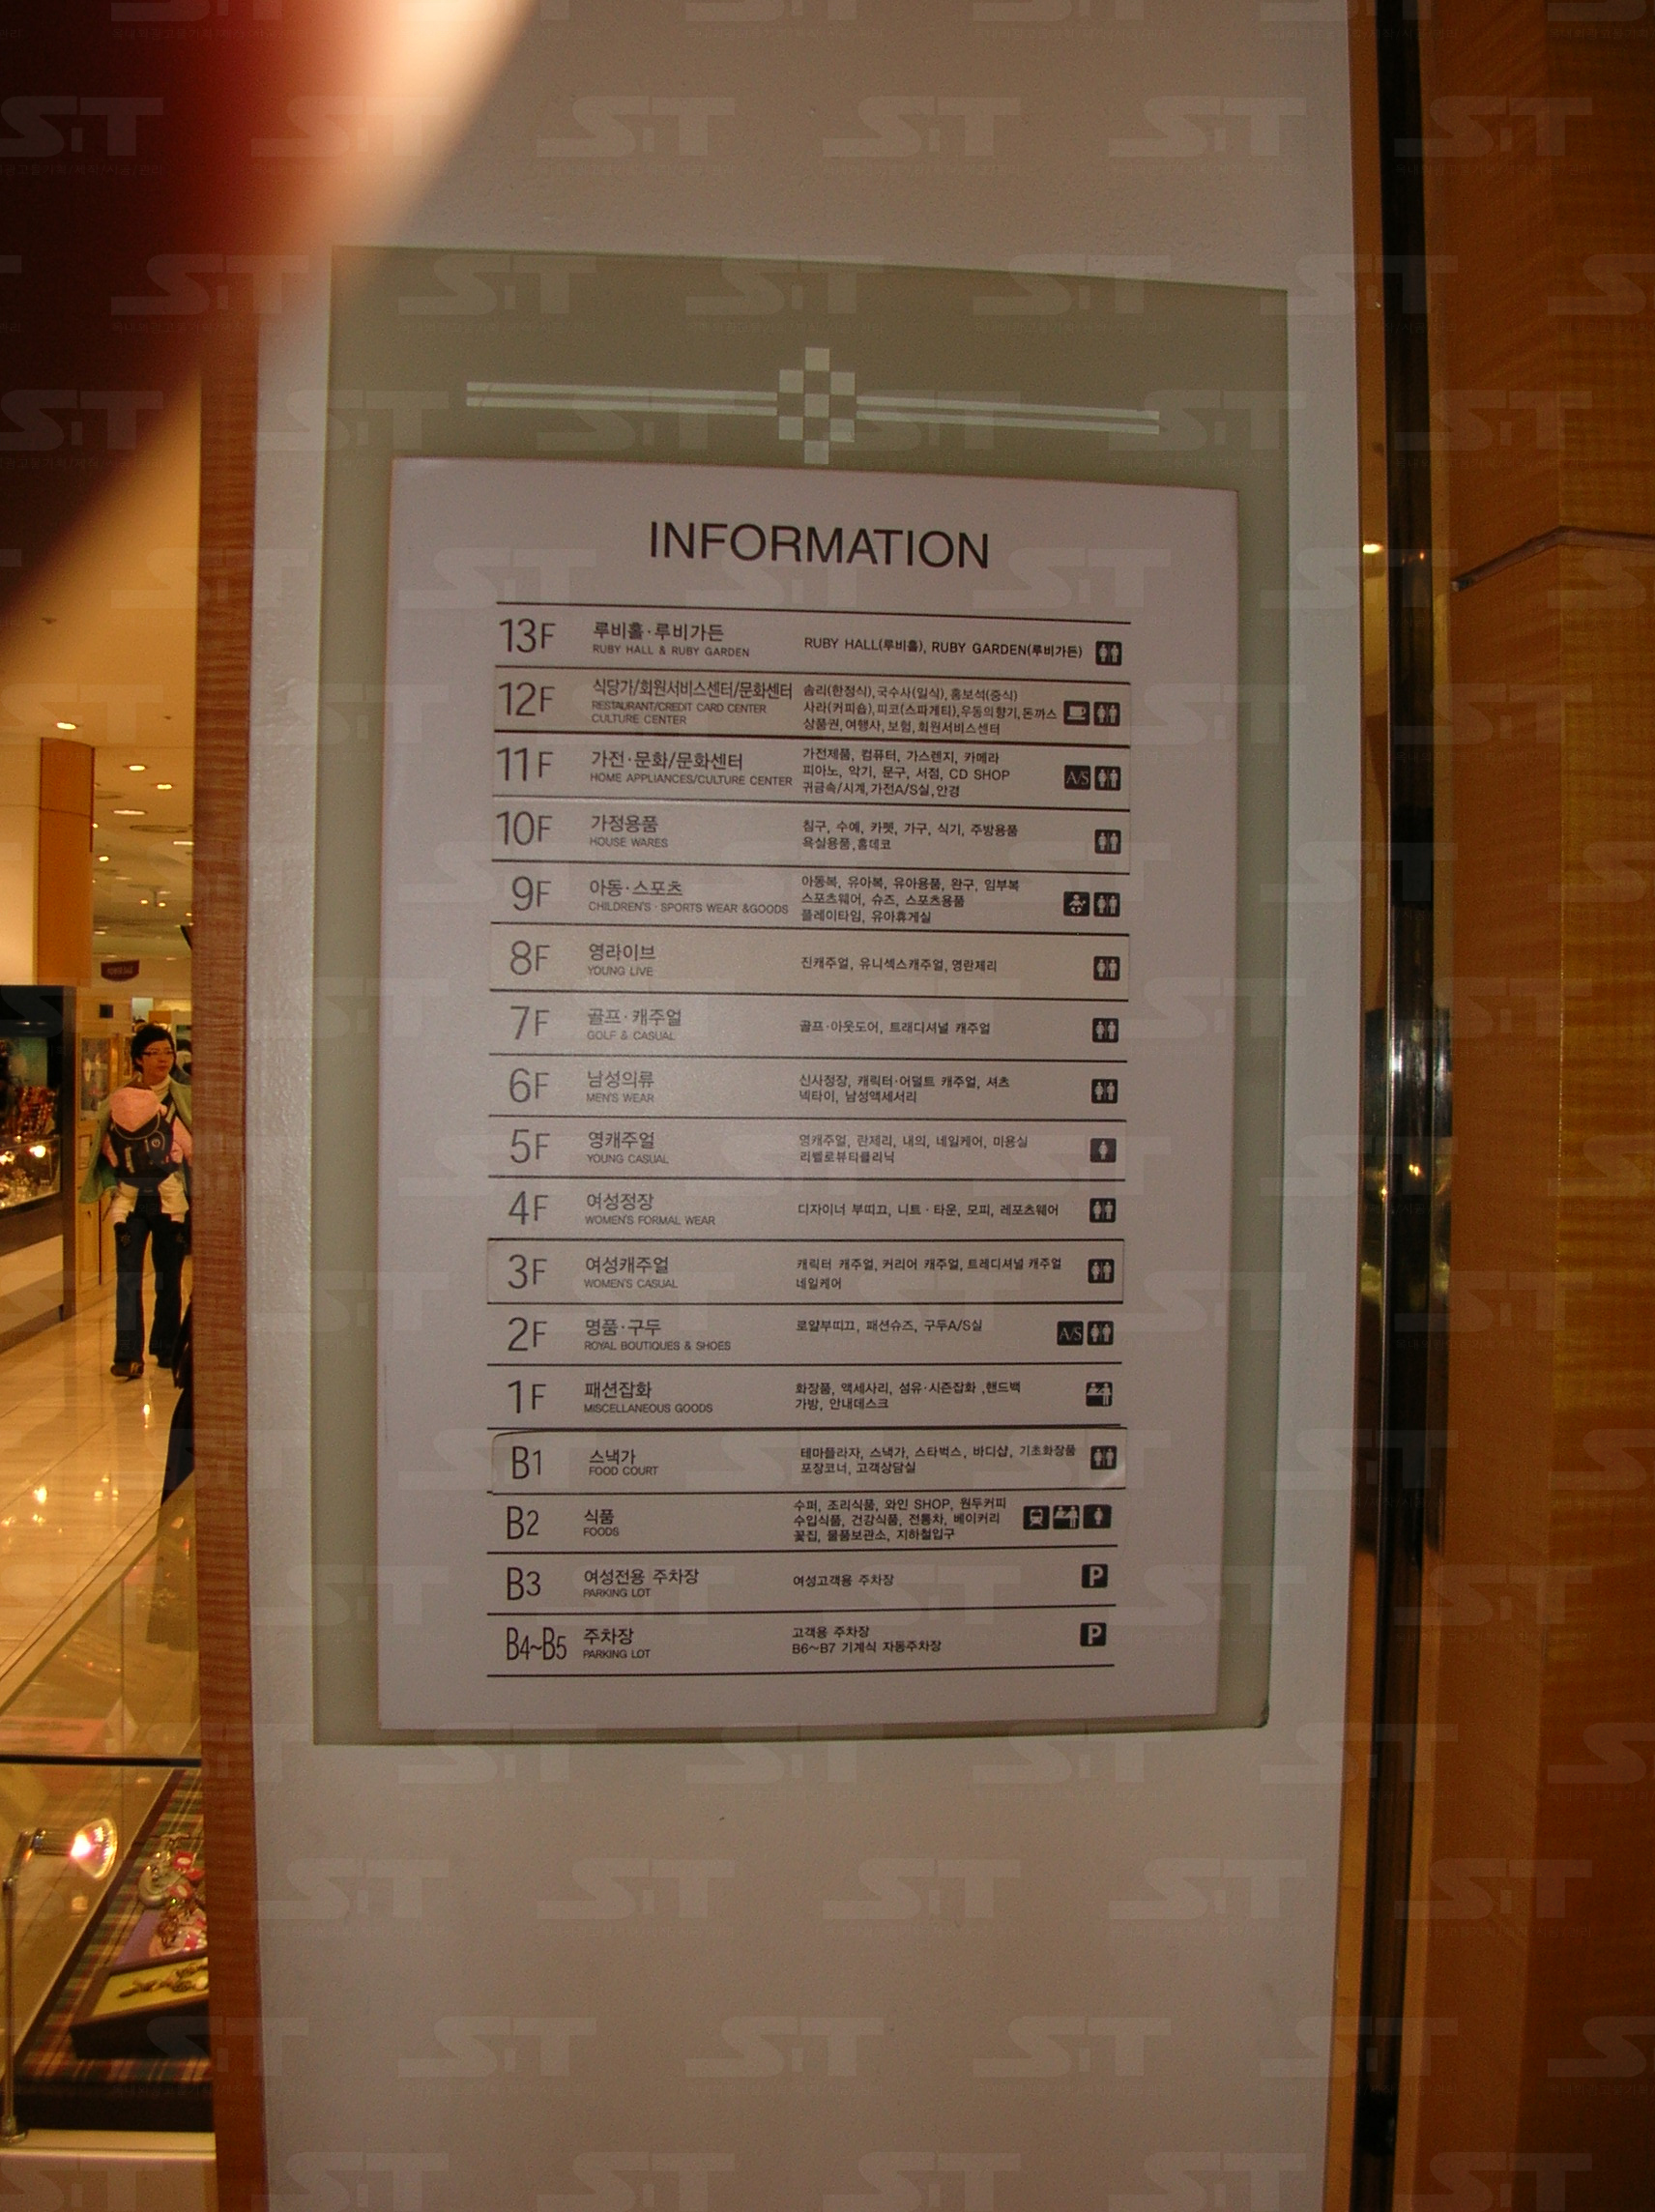 INFORMATION
13F 루비홀·루비가든 RUBY HALL(루비홀), RUBY GARDEN(루비가든)
RUBY HALL & RUBY GARDEN
12F 식당가/회원서비스센터/문화센터 솔리(한정식), 국수사(일식), 홍보석(중식)
RESTAURANT/CREDIT CARD CENTER 사라(커피숍), 피코(스파게티), 우동의향기, 돈까스
CULTURE CENTER 상품권, 여행사, 보험, 회원서비스센터
11F 가전·문화/문화센터 가전제품, 컴퓨터, 가스렌지, 카메라
HOME APPLIANCES/CULTURE CENTER 피아노, 악기, 문구, 서점, CD SHOP
귀금속/시계, 가전A/S실, 안경
A/S
10F 가정용품 침구, 수예, 카펫, 가구, 식기, 주방용품
HOUSE WARES 욕실용품, 홈데코
9F 아동·스포츠 아동복, 유아복, 유아용품, 완구, 임부복
CHILDREN'S · SPORTS WEAR &GOODS 스포츠웨어, 슈즈, 스포츠용품
플레이타임, 유아휴게실
8F 영라이브 진캐주얼, 유니섹스캐주얼, 영란제리
YOUNG LIVE
7F 골프·캐주얼 골프·아웃도어, 트래디셔널 캐주얼
GOLF & CASUAL
6F 남성의류 신사정장, 캐릭터·어덜트 캐주얼, 셔츠
MEN'S WEAR 넥타이, 남성액세서리
5F 영캐주얼 영캐주얼, 란제리, 내의, 네일케어, 미용실
YOUNG CASUAL 리벨로뷰티클리닉
4F 여성정장 디자이너 부띠끄, 니트·타운, 모피, 레포츠웨어
WOMEN'S FORMAL WEAR
3F 여성캐주얼 캐릭터 캐주얼, 커리어 캐주얼, 트레디셔널 캐주얼
WOMEN'S CASUAL 네일케어
2F 명품·구두 로얄부띠끄, 패션슈즈, 구두A/S실
ROYAL BOUTIQUES & SHOES A/S
1F 패션잡화 화장품, 액세사리, 섬유·시즌잡화 ,핸드백
MISCELLANEOUS GOODS 가방, 안내데스크
B1 스낵가 테마플라자, 스낵가, 스타벅스, 바디샵, 기초화장품
FOOD COURT 포장코너, 고객상담실
B2 식품 수퍼, 조리식품, 와인 SHOP, 원두커피
FOODS 수입식품, 건강식품, 전통차, 베이커리
꽃집, 물품보관소, 지하철입구
B3 여성전용 주차장 여성고객용 주차장 P
PARKING LOT
B4~B5 주차장 고객용 주차장 P
PARKING LOT B6~B7 기계식 자동주차장
SiT